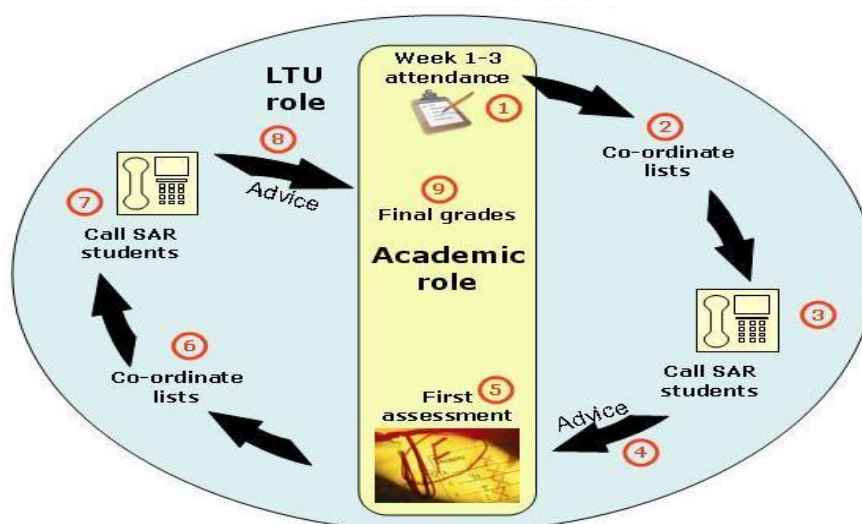 Week 1-3
attendance
1
2
Co-ordinate
lists
3
Call SAR
students
Advice
4
5
First
assessment
F
6
Co-ordinate
lists
7
Call SAR
students
8
Advice
9
Final grades
LTU
role
Academic
role